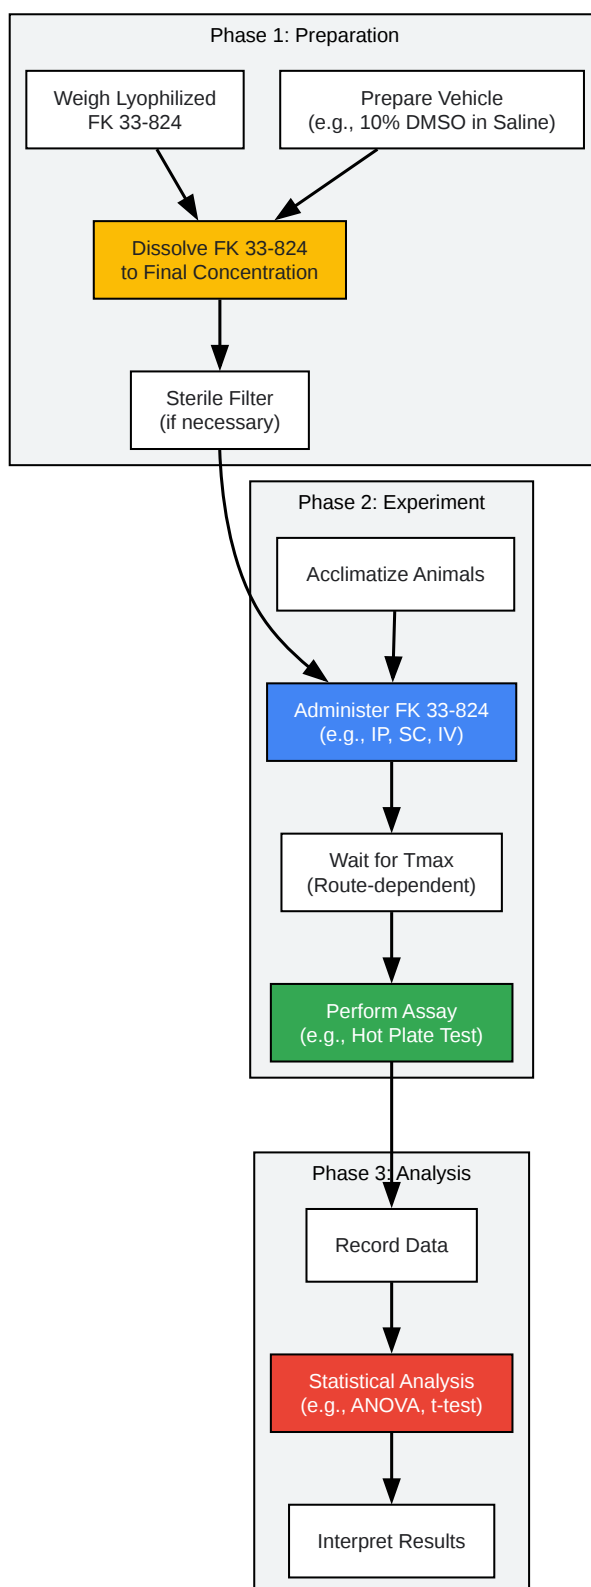 Phase 1: Preparation
Weigh Lyophilized
FK 33-824
Prepare Vehicle
(e.g., 10% DMSO in Saline)
Dissolve FK 33-824
to Final Concentration
Sterile Filter
(if necessary)
Phase 2: Experiment
Acclimatize Animals
Administer FK 33-824
(e.g., IP, SC, IV)
Wait for Tmax
(Route-dependent)
Perform Assay
(e.g., Hot Plate Test)
Phase 3: Analysis
Record Data
Statistical Analysis
(e.g., ANOVA, t-test)
Interpret Results